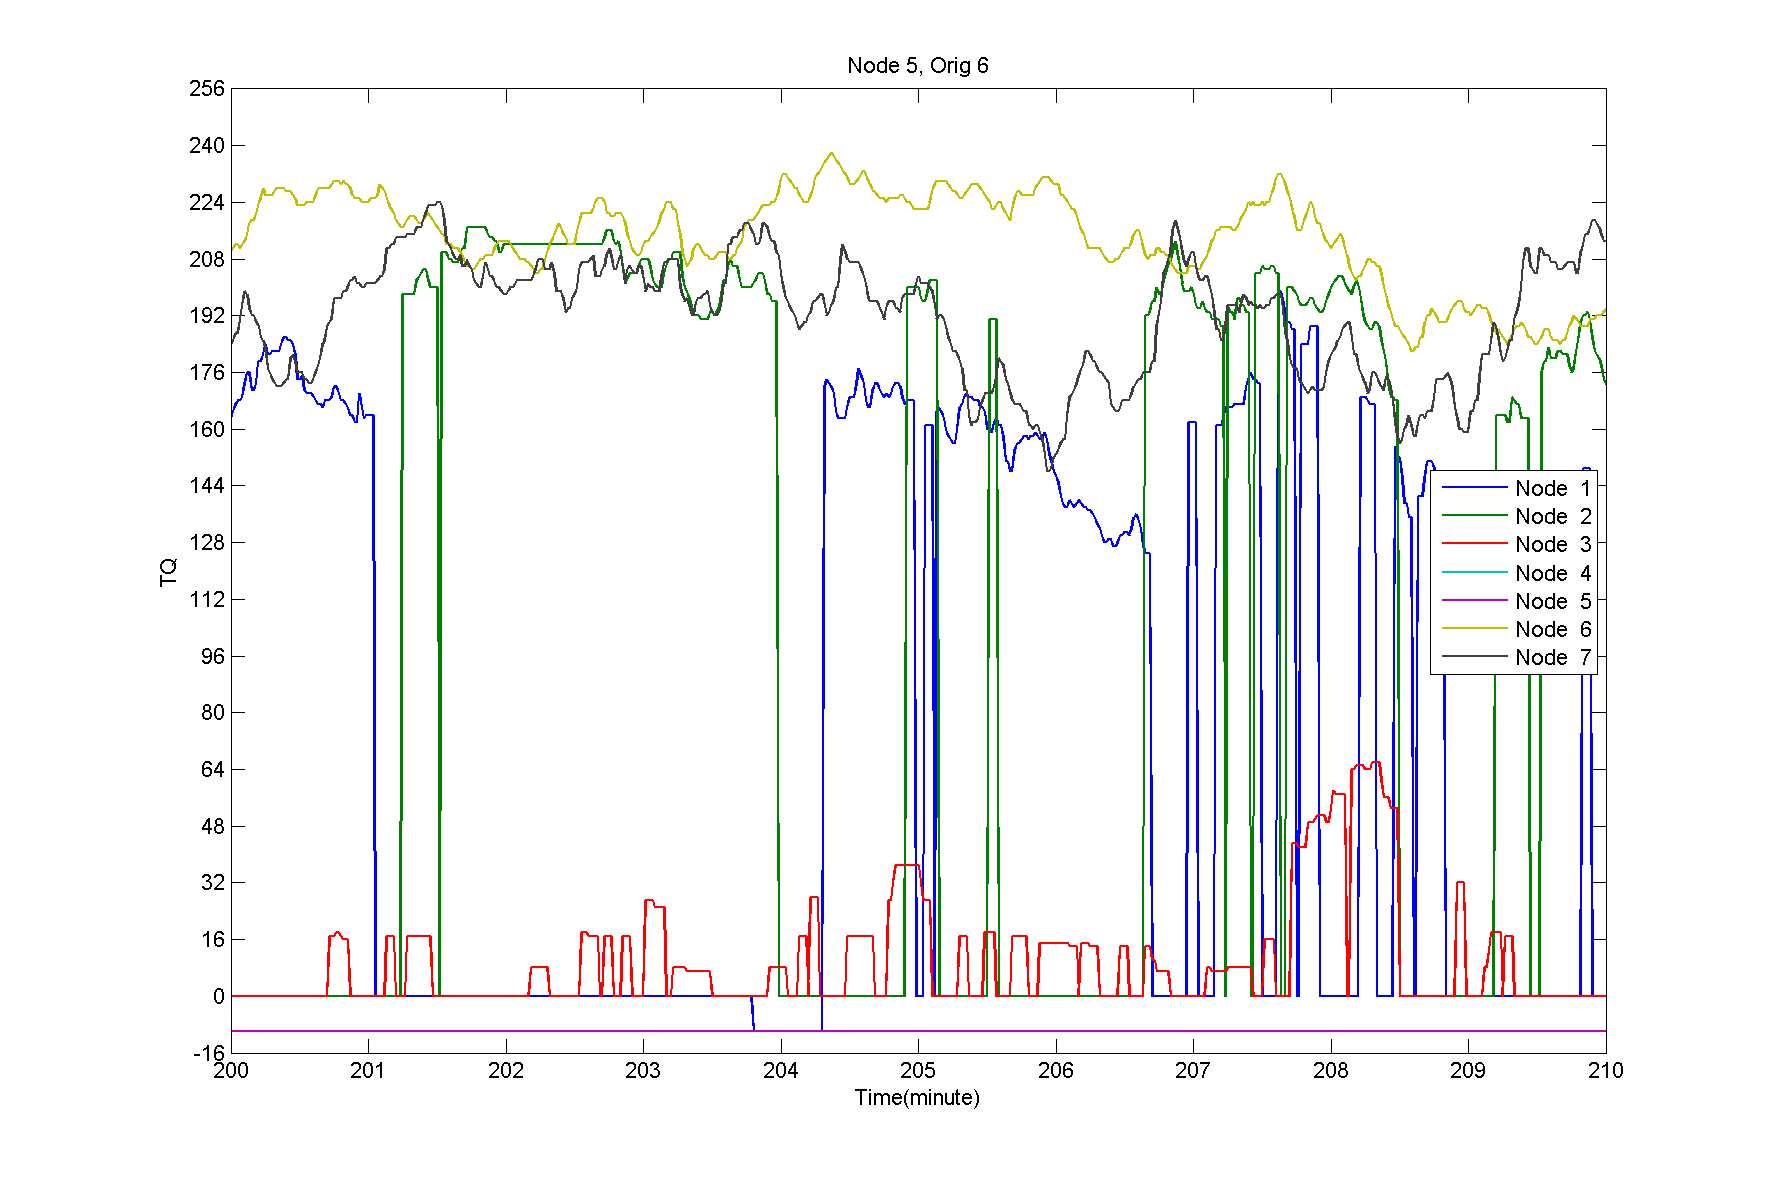 Node 5, Orig 6
256
240
224
208
192
176
160
144
128
112
96
80
64
48
32
16
0
-16
TQ
200 201 202 203 204 205 206 207 208 209 210
Time(minute)
Node 1
Node 2
Node 3
Node 4
Node 5
Node 6
Node 7